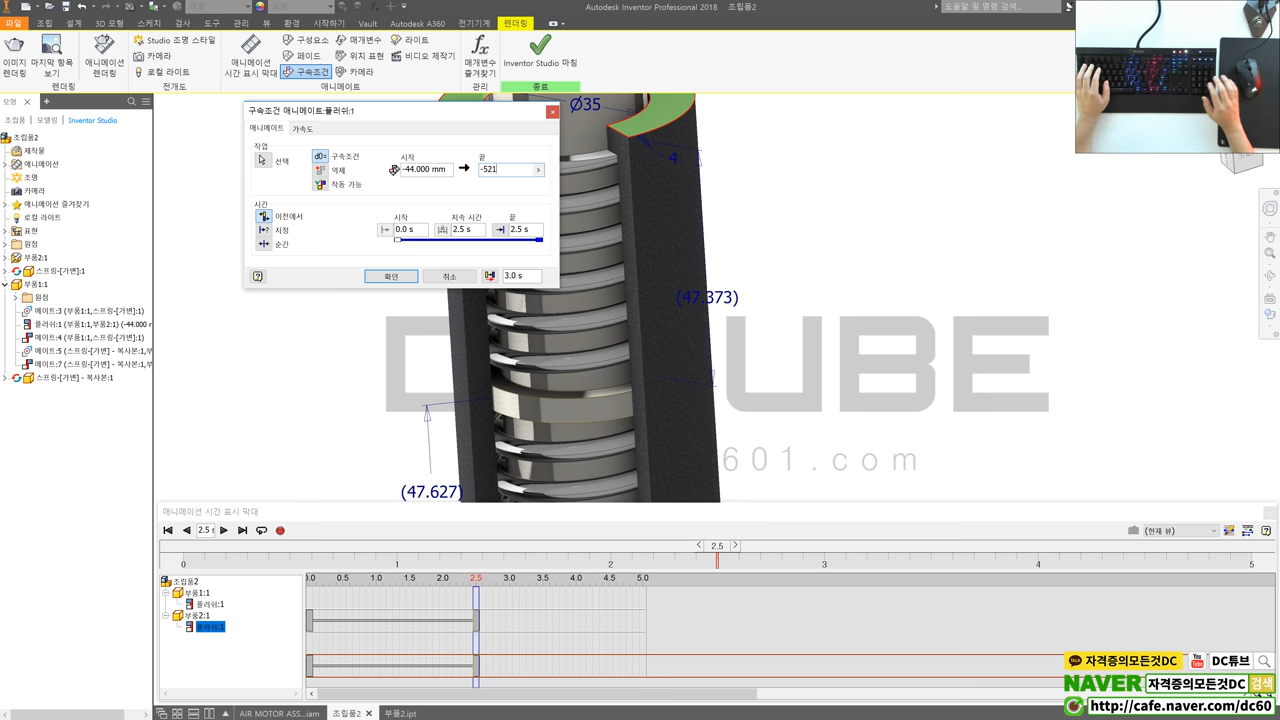 Autodesk Inventor Professional 2018 조립품2
도움말 및 명령 검색...
파일 조립 설계 3D 모형 스케치 검사 도구 관리 뷰 환경 시작하기 Vault Autodesk A360 전기기계 렌더링
이미지 렌더링
마지막 항목 보기
애니메이션 렌더링
렌더링
Studio 조명 스타일
카메라
로컬 라이트
전개도
애니메이션 시간 표시 막대
구성요소
페이드
구속조건
매개변수
위치 표현
카메라
라이트
비디오 제작기
애니메이트
매개변수 즐겨찾기
관리
Inventor Studio 마침
종료
모형
조립품 모델링 Inventor Studio
조립품2
제작물
애니메이션
조명
카메라
애니메이션 즐겨찾기
로컬 라이트
표현
원점
부품2:1
스프링-[가변]:1
부품1:1
원점
메이트:3 (부품1:1,스프링-[가변]:1)
플러쉬:1 (부품1:1,부품2:1) (-44.000 r
메이트:4 (부품1:1,스프링-[가변]:1)
메이트:5 (스프링-[가변] - 복사본:1,부
메이트:7 (스프링-[가변] - 복사본:1,부
스프링-[가변] - 복사본:1
구속조건 애니메이트:플러쉬:1
애니메이트 가속도
작업
선택
구속조건
억제
작동 가능
시작 끝
-44.000 mm -521
시간
이전에서
지정
순간
시작 지속 시간 끝
0.0 s 2.5 s 2.5 s
확인 취소 3.0 s
Ø35
4
(47.373)
(47.627)
UBE
601.com
애니메이션 시간 표시 막대
2.5 s
(현재 뷰)
2.5
0 1 2 3 4 5
조립품2
부품1:1
플러쉬:1
부품2:1
플러쉬:1
0.0 0.5 1.0 1.5 2.0 2.5 3.0 3.5 4.0 4.5 5.0
AIR MOTOR ASS...iam 조립품2 부품2.ipt
TALK 자격증의모든것DC You Tube DC튜브
NAVER 자격증의모든것DC 검색
http://cafe.naver.com/dc60